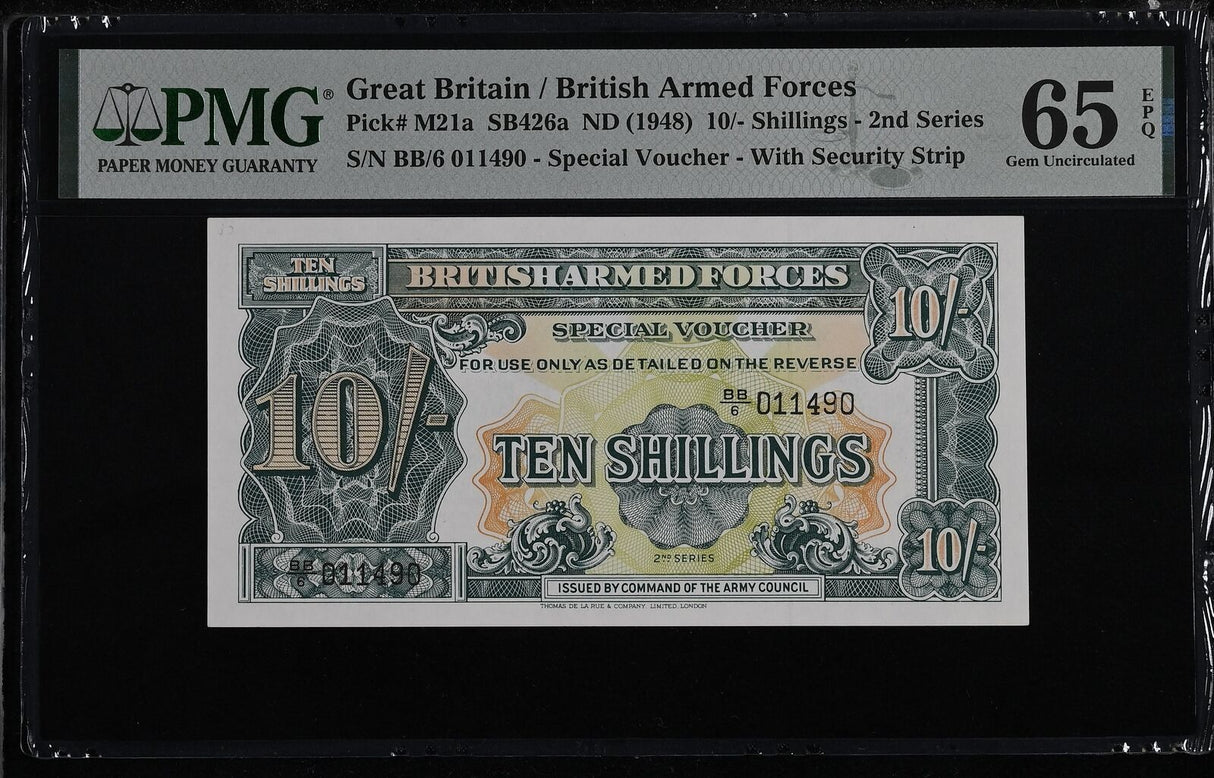 PMG®
PAPER MONEY GUARANTY
Great Britain / British Armed Forces
Pick# M21a SB426a ND (1948) 10/- Shillings - 2nd Series
S/N BB/6 011490 - Special Voucher - With Security Strip
65
EPQ
Gem Uncirculated
TEN
SHILLINGS
BRITISH ARMED FORCES
10/-
SPECIAL VOUCHER
FOR USE ONLY AS DETAILED ON THE REVERSE
BB/6 011490
10/-
TEN SHILLINGS
2ND SERIES
10/-
BB/6 011490
ISSUED BY COMMAND OF THE ARMY COUNCIL
THOMAS DE LA RUE & COMPANY, LIMITED, LONDON